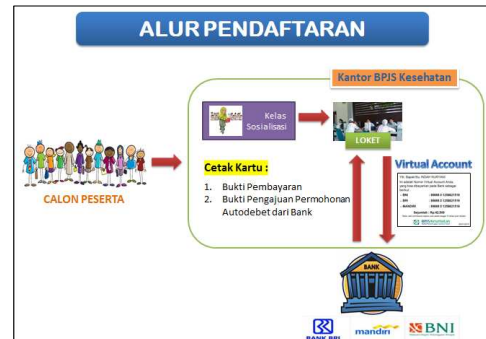 ALUR PENDAFTARAN
Kantor BPJS Kesehatan
Kelas
Sosialisasi
LOKET
CALON PESERTA
Cetak Kartu :
1. Bukti Pembayaran
2. Bukti Pengajuan Permohonan
Autodebet dari Bank
Virtual Account
BANK
BANK BRI
mandiri
BNI